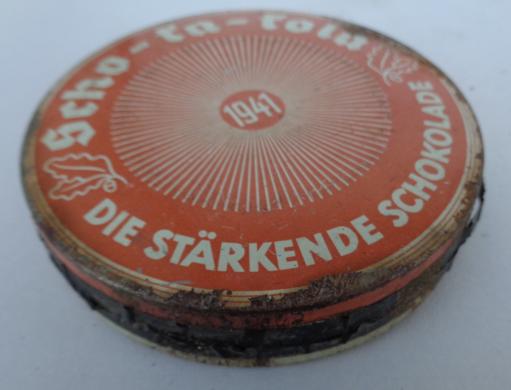 Scho-ka-kola
1941
DIE STÄRKENDE SCHOKOLADE